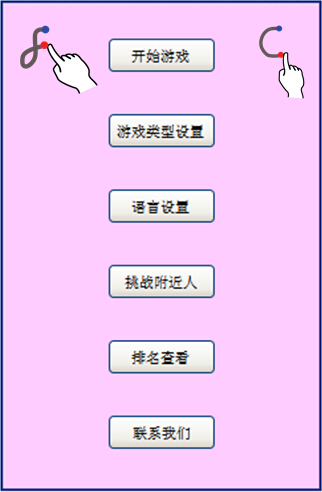 开始游戏
游戏类型设置
语言设置
挑战附近人
排名查看
联系我们